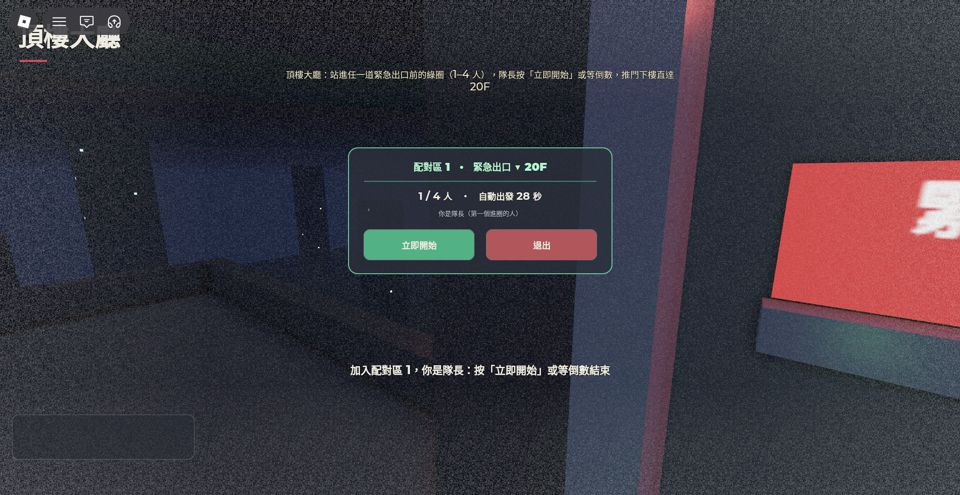 頂樓大廳
頂樓大廳：站進任一道緊急出口前的綠圈（1–4 人），隊長按「立即開始」或等倒數，推門下樓直達
20F
配對區 1 • 緊急出口 ▼ 20F
1 / 4 人 • 自動出發 28 秒
你是隊長（第一個進圈的人）
立即開始
退出
緊
加入配對區 1，你是隊長：按「立即開始」或等倒數結束